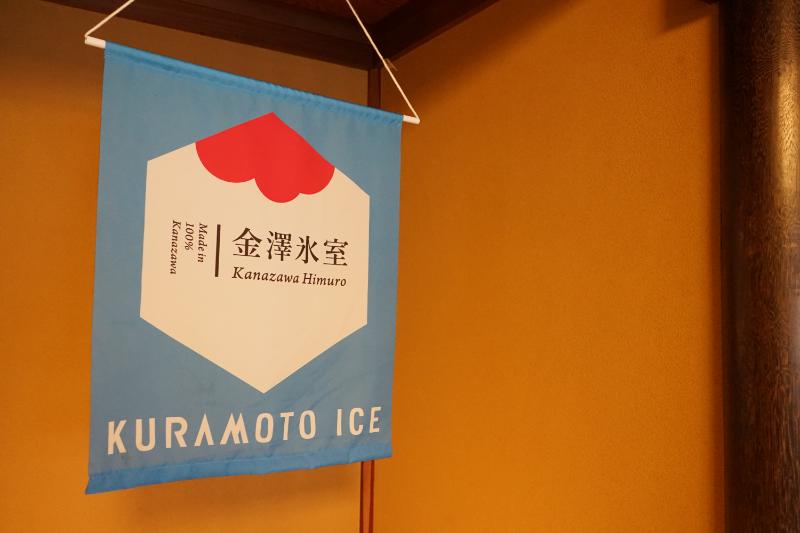 Made in
100%
Kanazawa
金澤氷室
Kanazawa Himuro
KURAMOTO ICE